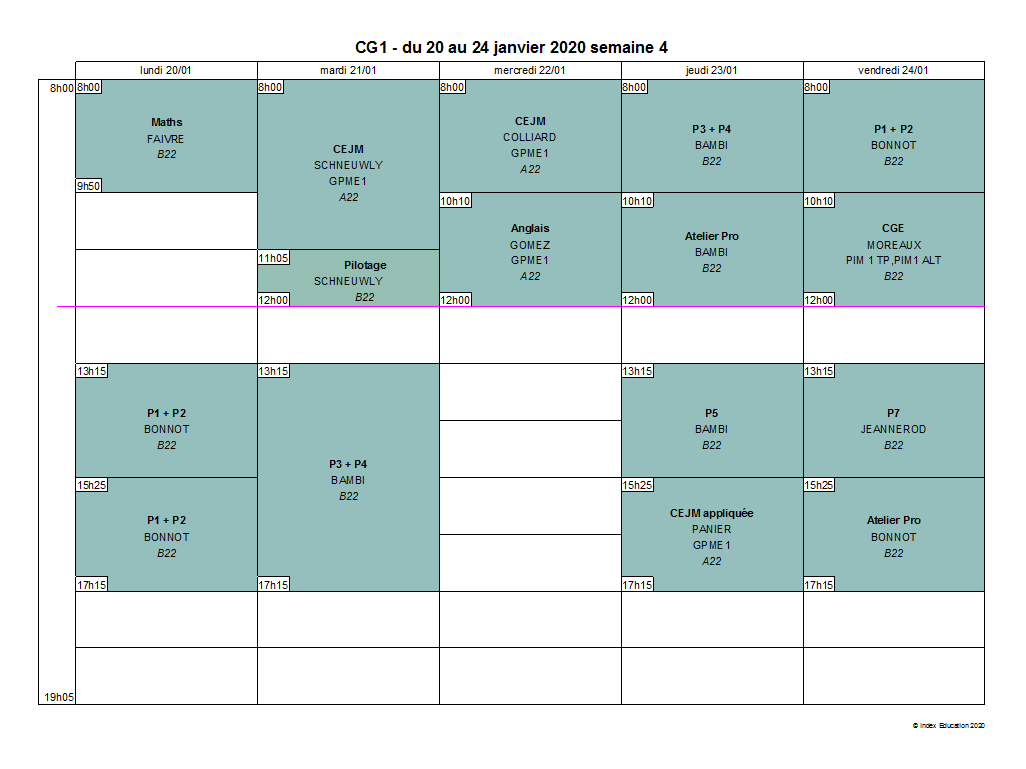 CG1 - du 20 au 24 janvier 2020 semaine 4
lundi 20/01
mardi 21/01
mercredi 22/01
jeudi 23/01
vendredi 24/01
8h00
8h00
Maths
FAIVRE
B22
9h50
13h15
P1 + P2
BONNOT
B22
15h25
P1 + P2
BONNOT
B22
17h15
8h00
CEJM
SCHNEUWLY
GPME1
A22
11h05
Pilotage
SCHNEUWLY
B22
12h00
13h15
P3 + P4
BAMBI
B22
17h15
8h00
CEJM
COLLIARD
GPME1
A22
10h10
Anglais
GOMEZ
GPME1
A22
12h00
8h00
P3 + P4
BAMBI
B22
10h10
Atelier Pro
BAMBI
B22
12h00
13h15
P5
BAMBI
B22
15h25
CEJM appliquée
PANIER
GPME1
A22
17h15
8h00
P1 + P2
BONNOT
B22
10h10
CGE
MOREAUX
PIM 1 TP,PIM1 ALT
B22
12h00
13h15
P7
JEANNEROD
B22
15h25
Atelier Pro
BONNOT
B22
17h15
19h05
© Index Education 2020